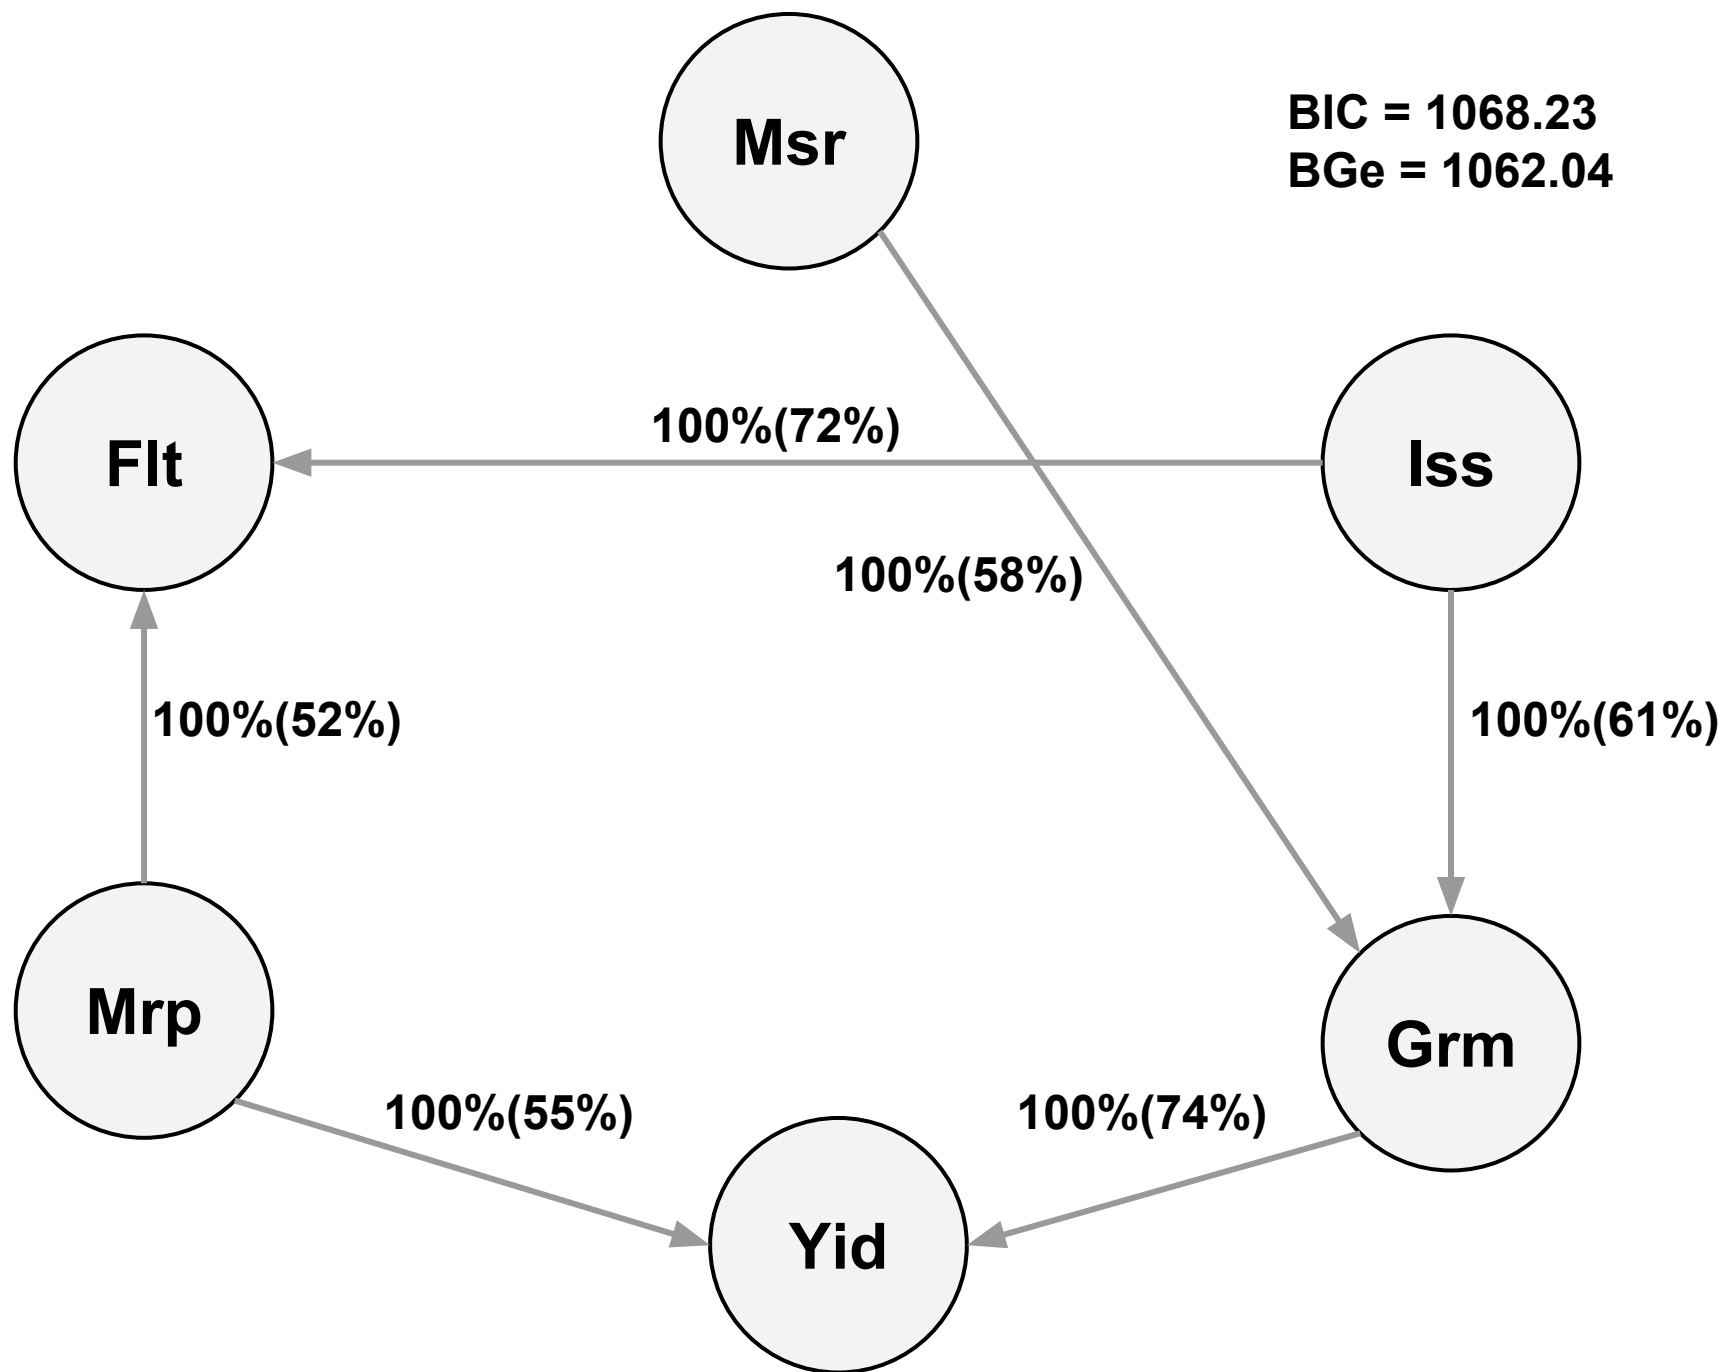 Msr
BIC = 1068.23
BGe = 1062.04
Flt
100%(72%)
Iss
100%(58%)
100%(52%)
100%(61%)
Mrp
Grm
100%(55%)
100%(74%)
Yid